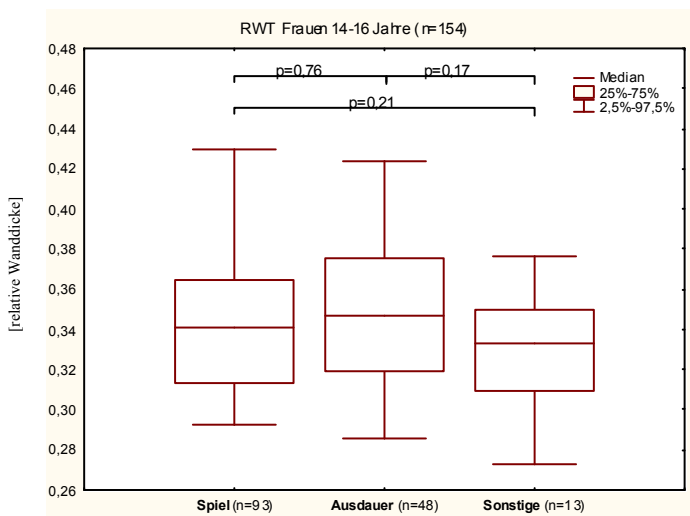 RWT Frauen 14-16 Jahre (n=154)
0,48
0,46
0,44
0,42
0,40
0,38
0,36
0,34
0,32
0,30
0,28
0,26
[relative Wanddicke]
p=0,76
p=0,17
p=0,21
Median
25%-75%
2,5%-97,5%
Spiel (n=93) Ausdauer (n=48) Sonstige (n=13)